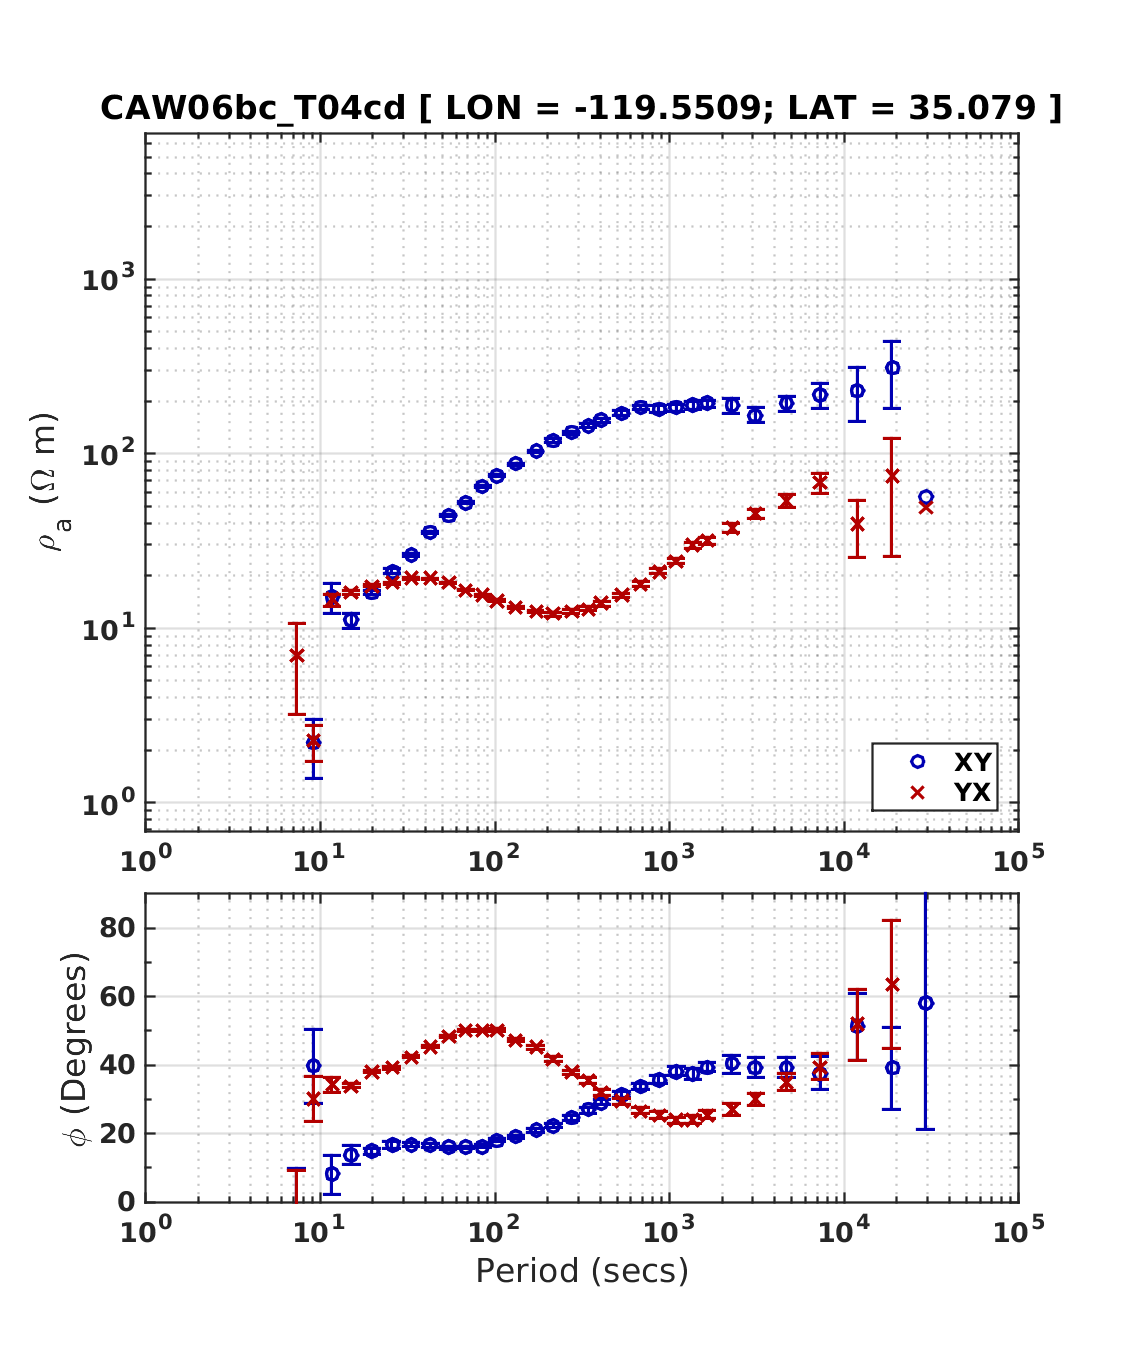 CAW06bc_T04cd [ LON = -119.5509; LAT = 35.079 ]
10³
10²
10¹
10⁰
ρₐ (Ω m)
XY
YX
10⁰ 10¹ 10² 10³ 10⁴ 10⁵
80
60
40
20
0
ϕ (Degrees)
10⁰ 10¹ 10² 10³ 10⁴ 10⁵
Period (secs)